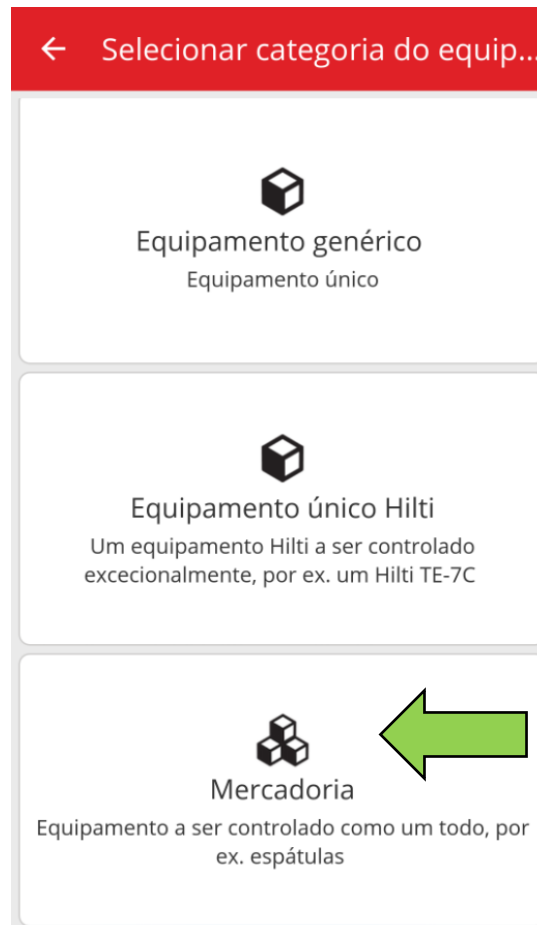 Selecionar categoria do equip...
Equipamento genérico
Equipamento único
Equipamento único Hilti
Um equipamento Hilti a ser controlado
excecionalmente, por ex. um Hilti TE-7C
Mercadoria
Equipamento a ser controlado como um todo, por
ex. espátulas